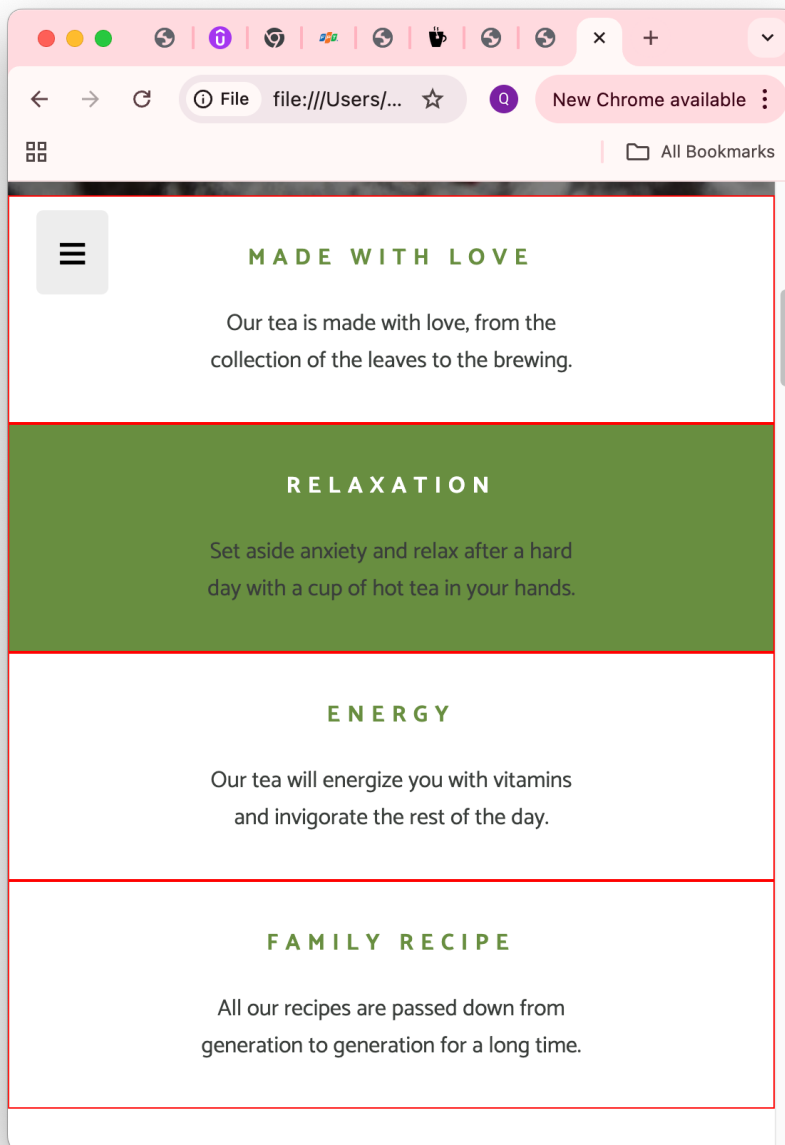 File
file:///Users/...
Q
New Chrome available
All Bookmarks
MADE WITH LOVE
Our tea is made with love, from the
collection of the leaves to the brewing.
RELAXATION
Set aside anxiety and relax after a hard
day with a cup of hot tea in your hands.
ENERGY
Our tea will energize you with vitamins
and invigorate the rest of the day.
FAMILY RECIPE
All our recipes are passed down from
generation to generation for a long time.